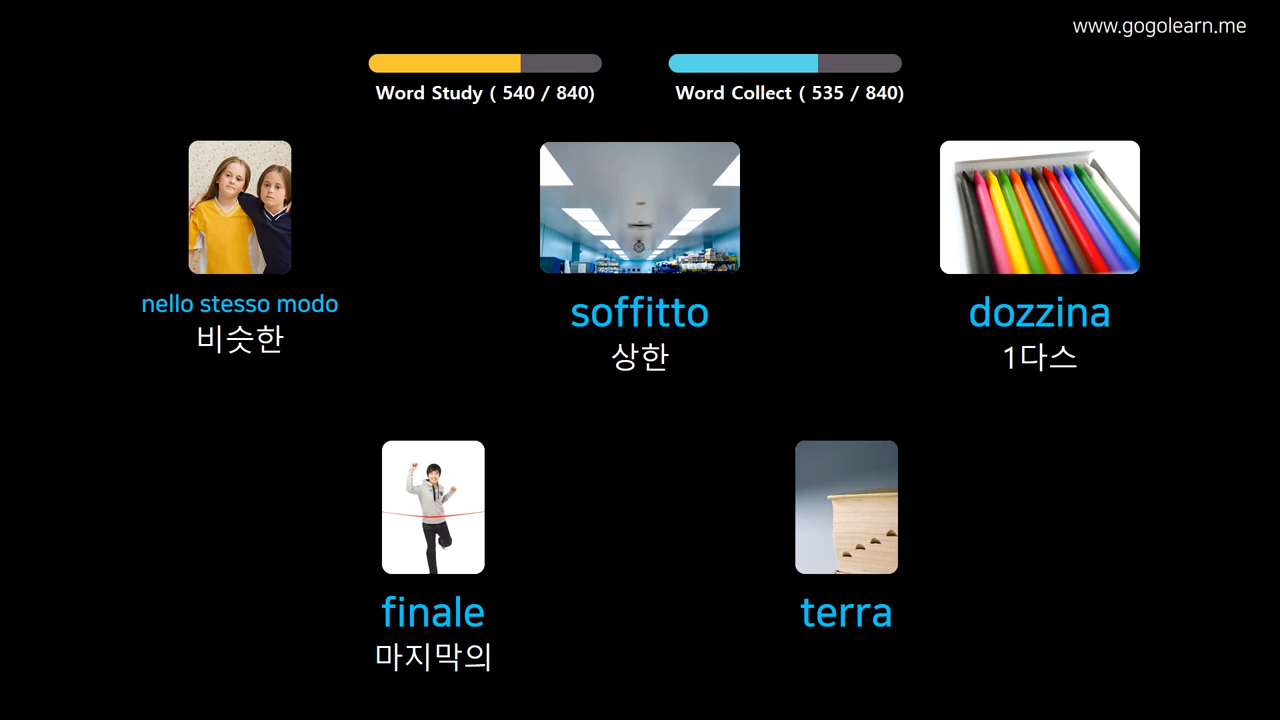 www.gogolearn.me
Word Study ( 540 / 840)
Word Collect ( 535 / 840)
nello stesso modo
비슷한
soffitto
상한
dozzina
1다스
finale
마지막의
terra